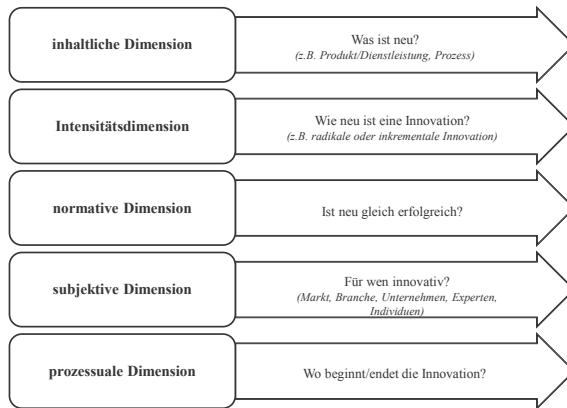 inhaltliche Dimension
Was ist neu?
(z.B. Produkt/Dienstleistung, Prozess)
Intensitätsdimension
Wie neu ist eine Innovation?
(z.B. radikale oder inkrementale Innovation)
normative Dimension
Ist neu gleich erfolgreich?
subjektive Dimension
Für wen innovativ?
(Markt, Branche, Unternehmen, Experten,
Individuen)
prozessuale Dimension
Wo beginnt/endet die Innovation?